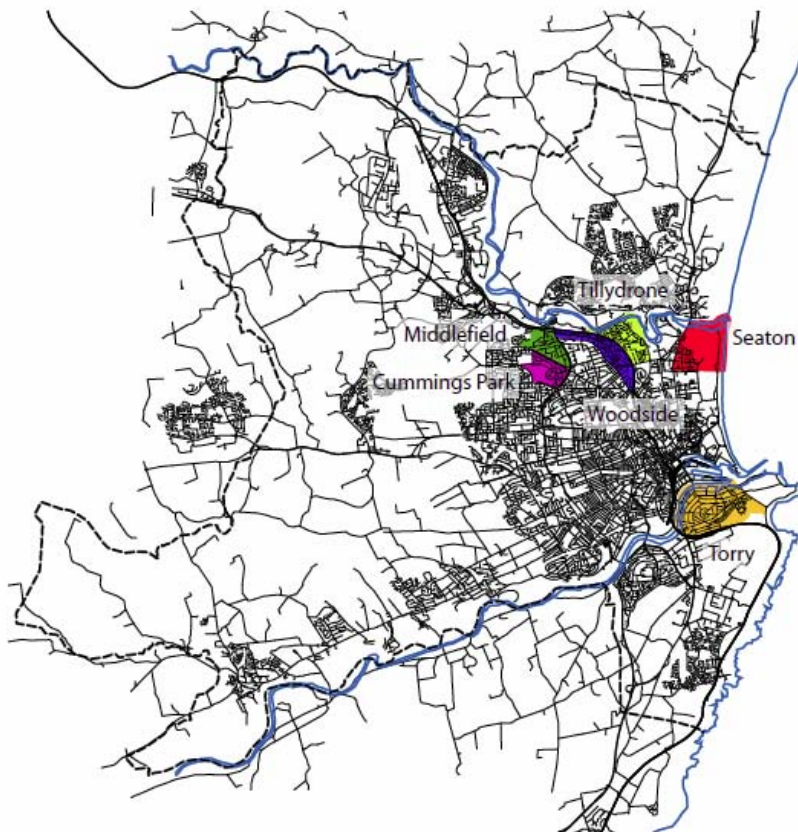 Tillydrone
Middlefield
Seaton
Cummings Park
Woodside
Torry